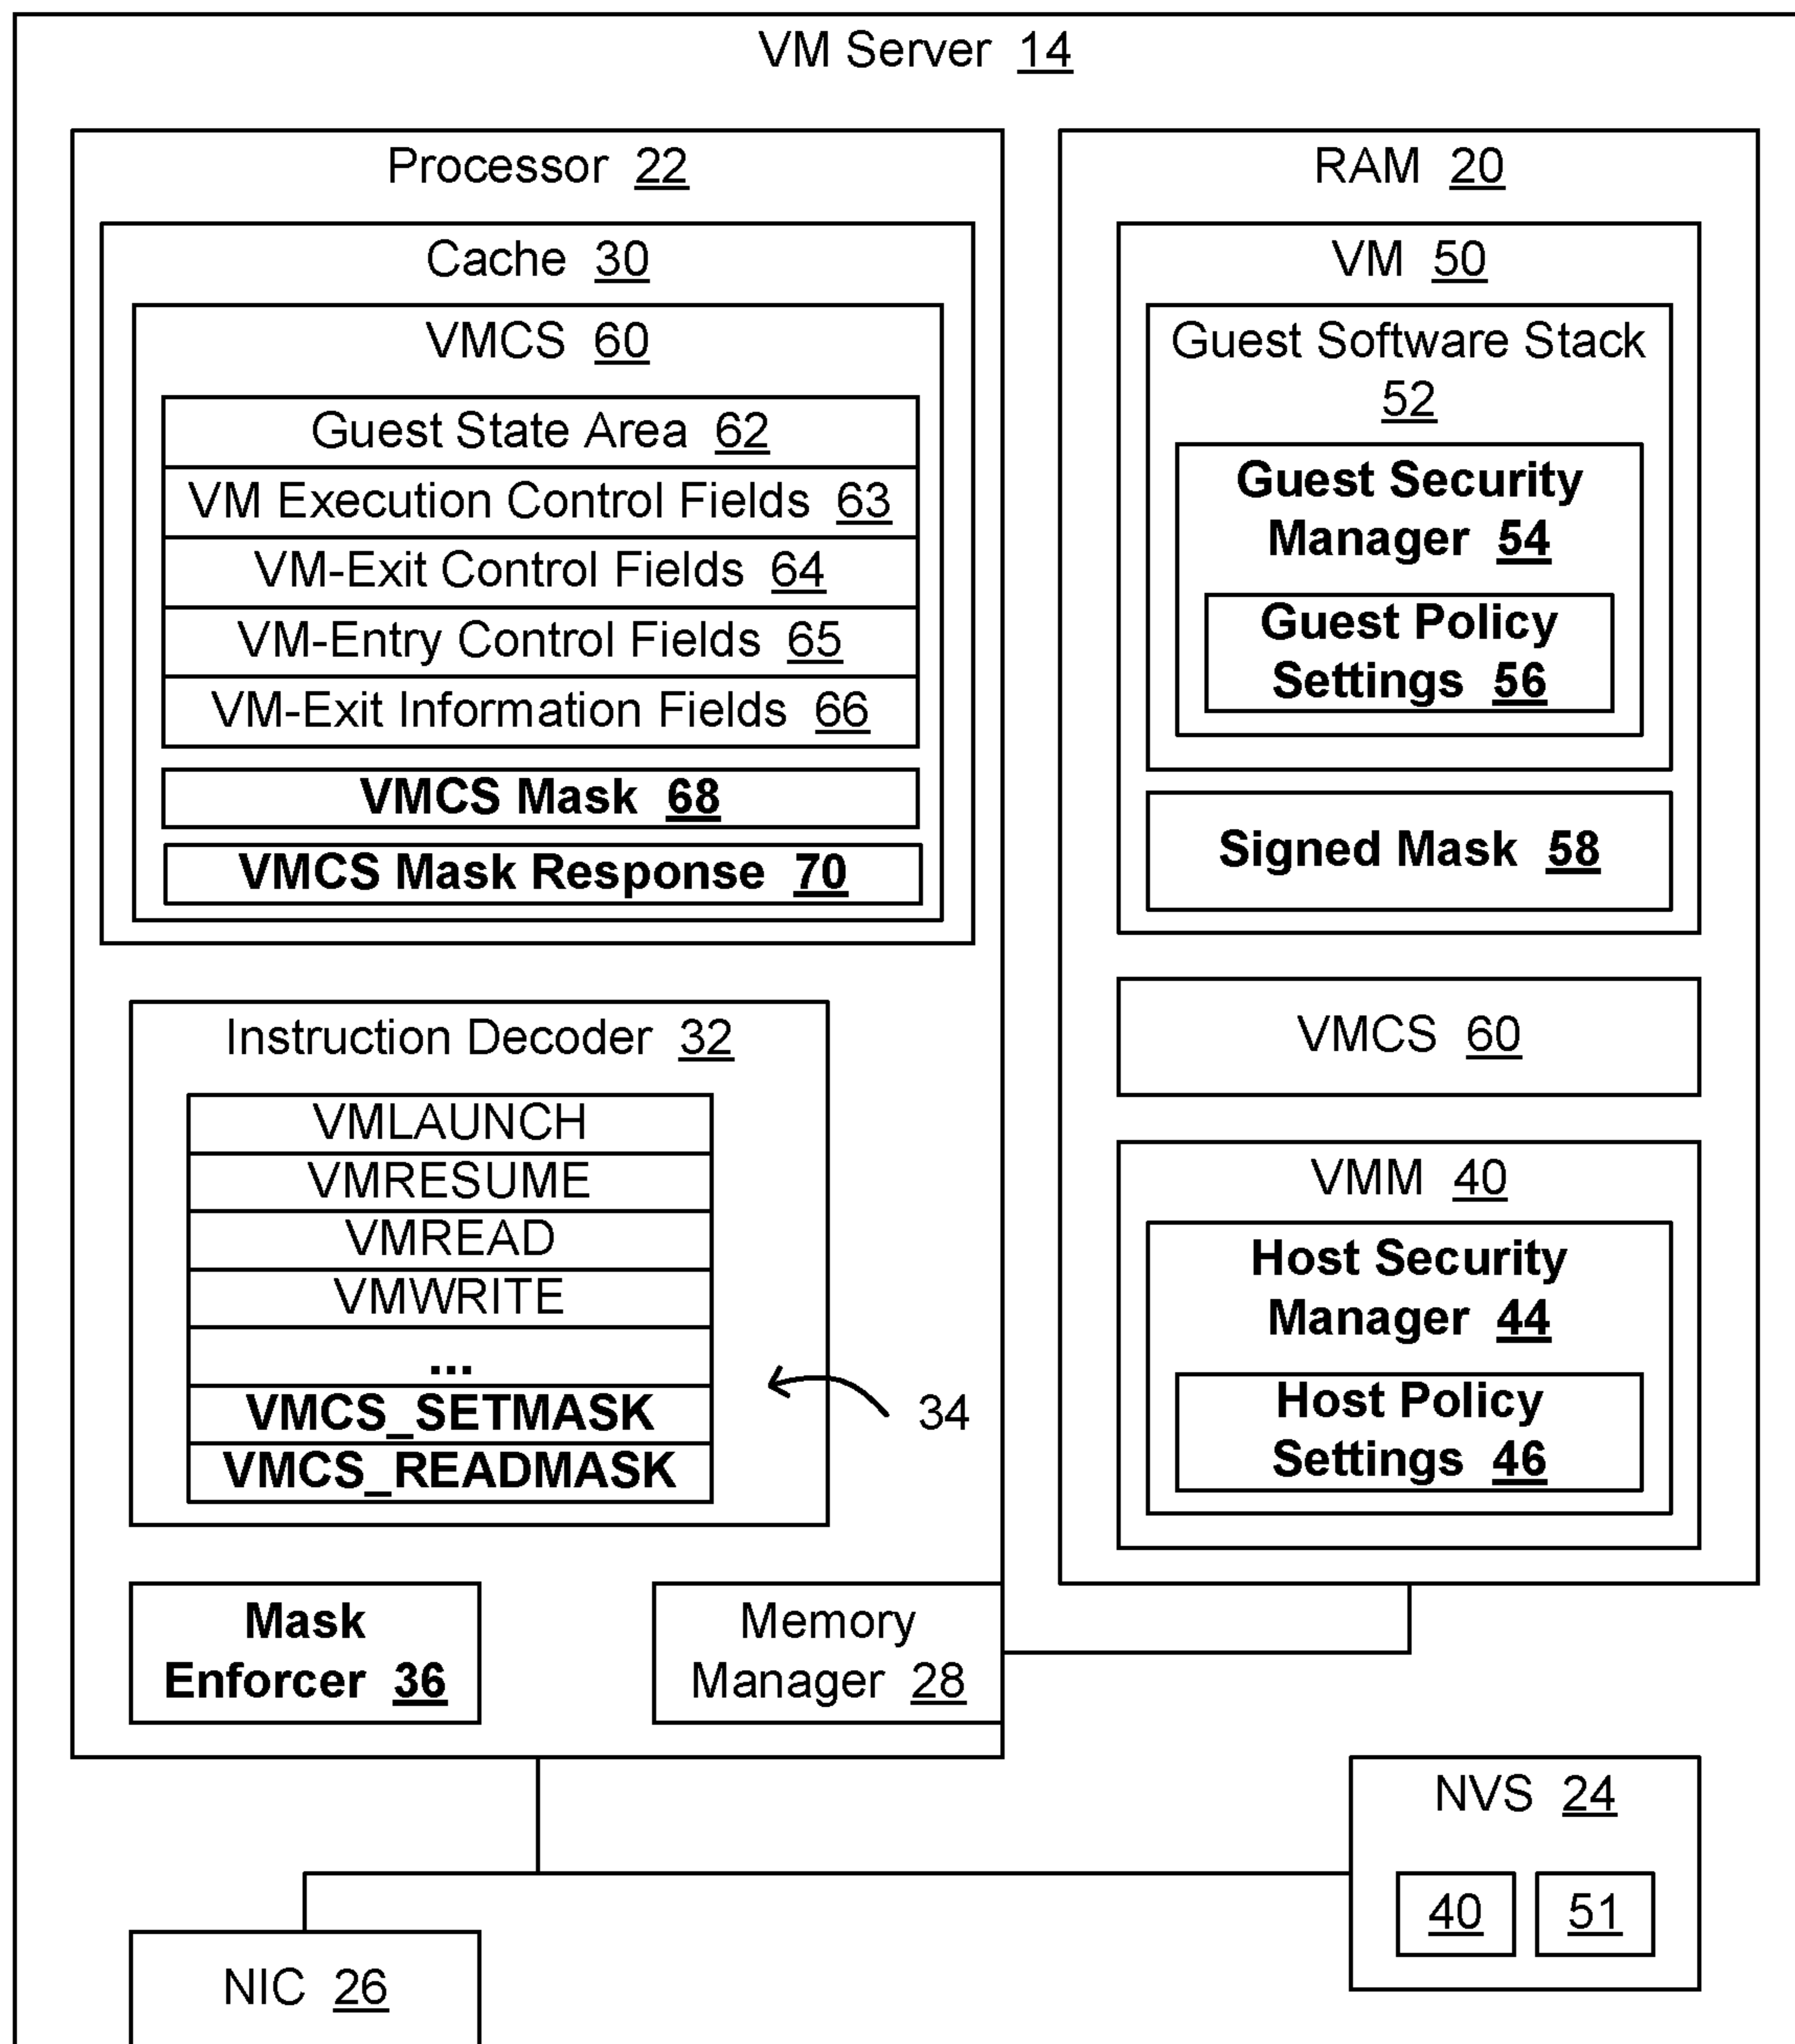 VM Server 14
Processor 22
Cache 30
VMCS 60
Guest State Area 62
VM Execution Control Fields 63
VM-Exit Control Fields 64
VM-Entry Control Fields 65
VM-Exit Information Fields 66
VMCS Mask 68
VMCS Mask Response 70
Instruction Decoder 32
VMLAUNCH
VMRESUME
VMREAD
VMWRITE
...
VMCS_SETMASK
VMCS_READMASK
34
Mask
Enforcer 36
Memory
Manager 28
RAM 20
VM 50
Guest Software Stack
52
Guest Security
Manager 54
Guest Policy
Settings 56
Signed Mask 58
VMCS 60
VMM 40
Host Security
Manager 44
Host Policy
Settings 46
NVS 24
40 51
NIC 26